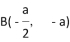 B( - a/2, - a)